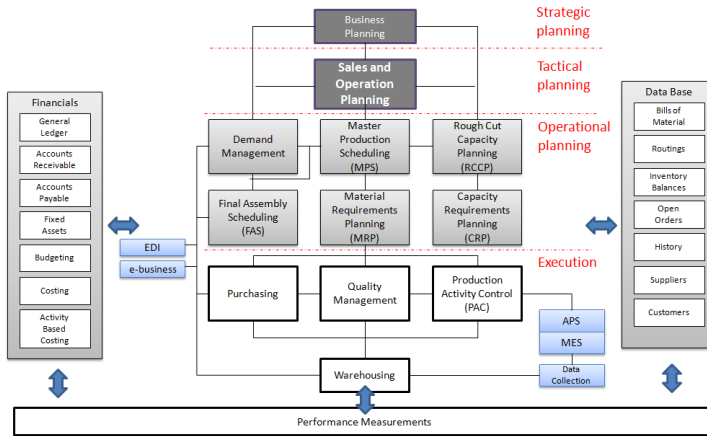 Business
Planning
Strategic
planning
Sales and
Operation
Planning
Tactical
planning
Financials
General
Ledger
Accounts
Receivable
Accounts
Payable
Fixed
Assets
Budgeting
Costing
Activity
Based
Costing
Demand
Management
Master
Production
Scheduling
(MPS)
Rough Cut
Capacity
Planning
(RCCP)
Operational
planning
Final Assembly
Scheduling
(FAS)
Material
Requirements
Planning
(MRP)
Capacity
Requirements
Planning
(CRP)
EDI
e-business
Execution
Purchasing
Quality
Management
Production
Activity Control
(PAC)
APS
MES
Data
Collection
Warehousing
Data Base
Bills of
Material
Routings
Inventory
Balances
Open
Orders
History
Suppliers
Customers
Performance Measurements